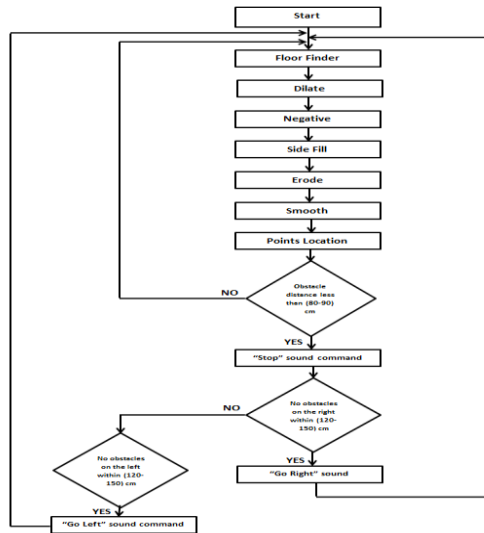 Start
Floor Finder
Dilate
Negative
Side Fill
Erode
Smooth
Points Location
Obstacle
distance less
than (80-90)
cm
NO
YES
"Stop" sound command
No obstacles
on the right
within (120-
150) cm
NO
YES
"Go Right" sound
No obstacles
on the left
within (120-
150) cm
YES
"Go Left" sound command